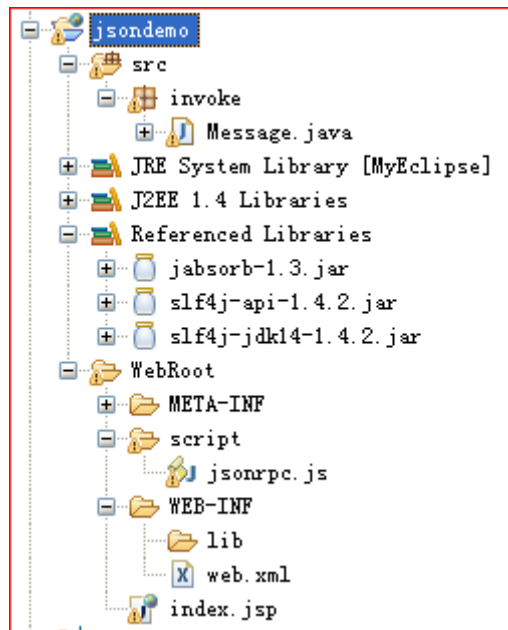 jsondemo
src
invoke
Message.java
JRE System Library [MyEclipse]
J2EE 1.4 Libraries
Referenced Libraries
jabsorb-1.3.jar
slf4j-api-1.4.2.jar
slf4j-jdk14-1.4.2.jar
WebRoot
META-INF
script
jsonrpc.js
WEB-INF
lib
web.xml
index.jsp